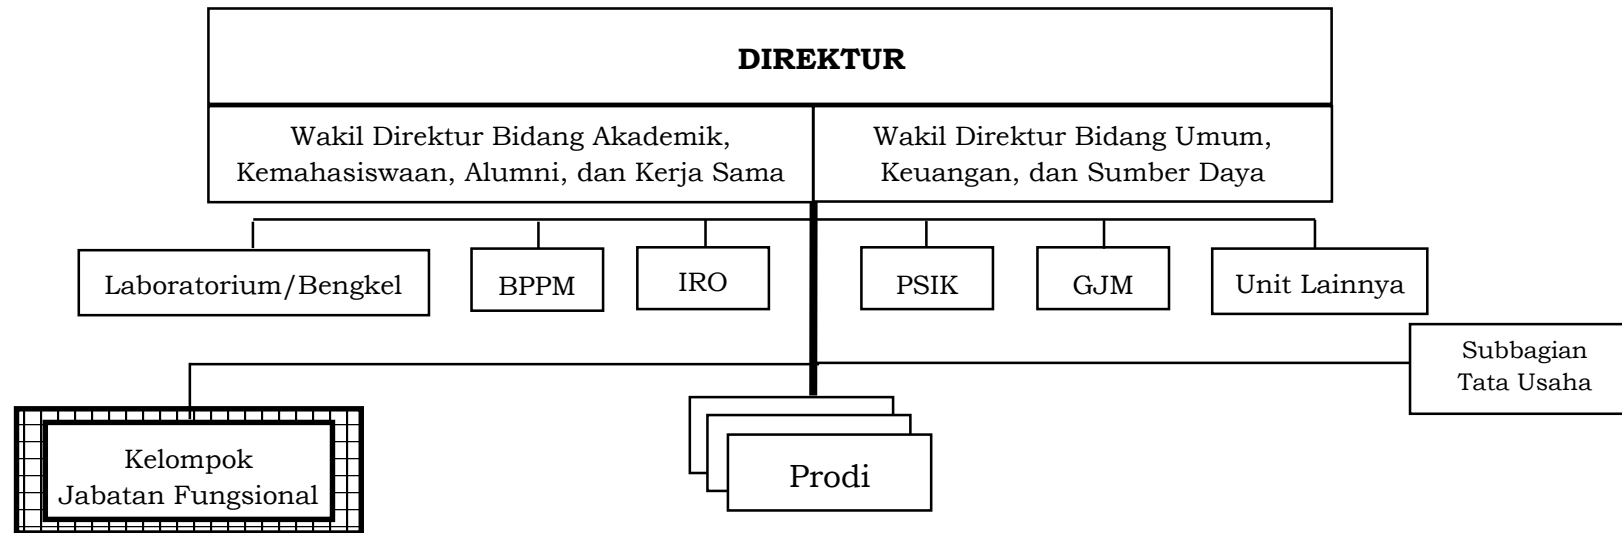 DIREKTUR
Wakil Direktur Bidang Akademik,
Kemahasiswaan, Alumni, dan Kerja Sama
Wakil Direktur Bidang Umum,
Keuangan, dan Sumber Daya
Laboratorium/Bengkel
BPPM
IRO
PSIK
GJM
Unit Lainnya
Subbagian
Tata Usaha
Kelompok
Jabatan Fungsional
Prodi